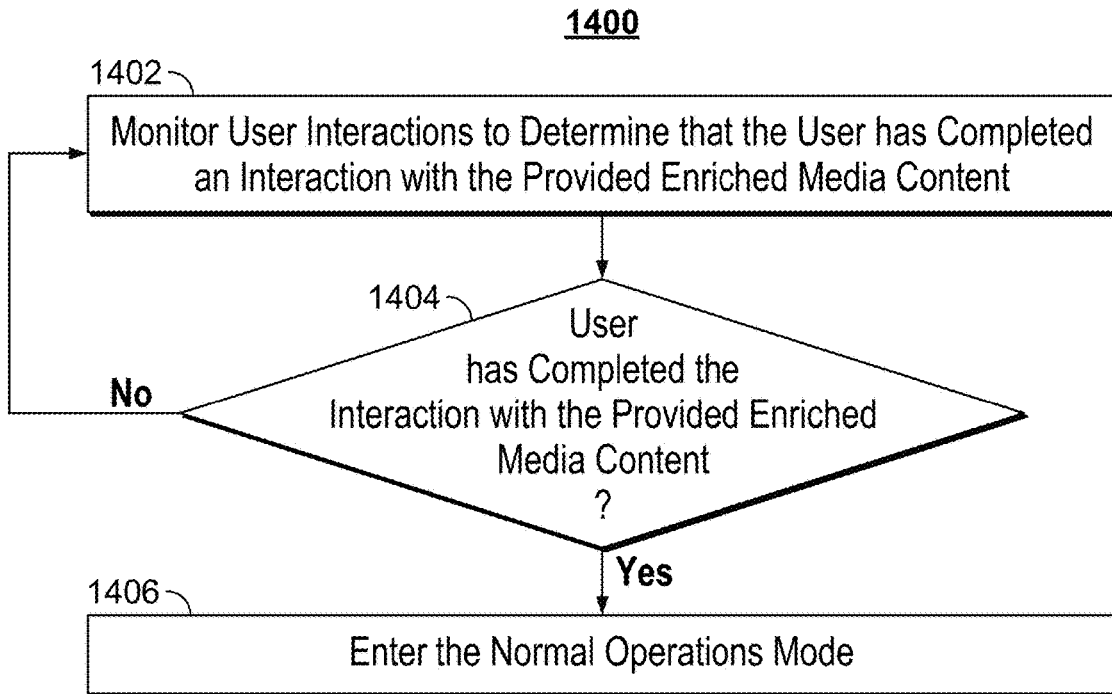 1400
1402
Monitor User Interactions to Determine that the User has Completed
an Interaction with the Provided Enriched Media Content
1404
User
has Completed the
Interaction with the Provided Enriched
Media Content
?
No
Yes
1406
Enter the Normal Operations Mode